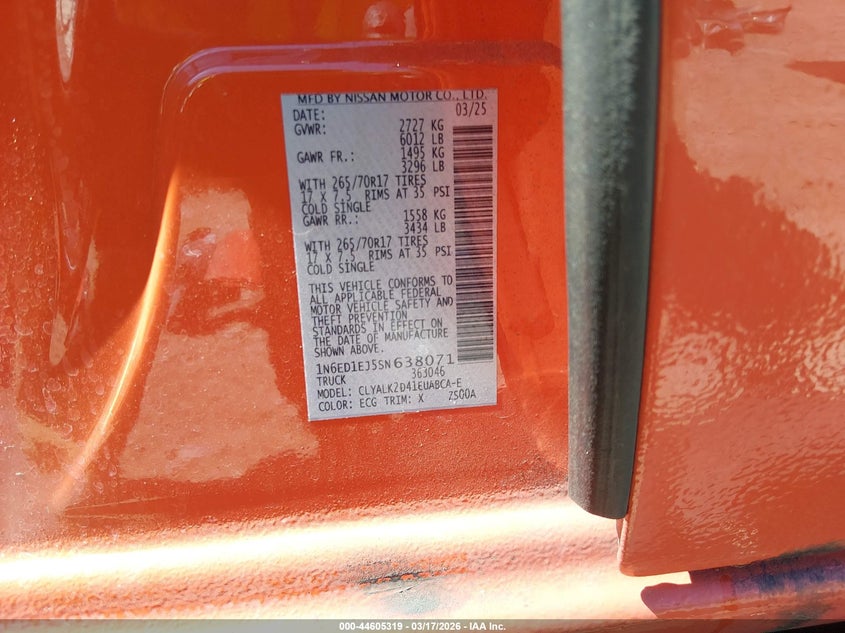 MFD BY NISSAN MOTOR CO., LTD.
DATE: 03/25
GVWR: 2727 KG
6012 LB
GAWR FR.: 1495 KG
3296 LB
WITH 265/70R17 TIRES
17 X 7.5 RIMS AT 35 PSI
COLD SINGLE
GAWR RR.: 1558 KG
3434 LB
WITH 265/70R17 TIRES
17 X 7.5 RIMS AT 35 PSI
COLD SINGLE
THIS VEHICLE CONFORMS TO
ALL APPLICABLE FEDERAL
MOTOR VEHICLE SAFETY AND
THEFT PREVENTION
STANDARDS IN EFFECT ON
THE DATE OF MANUFACTURE
SHOWN ABOVE.
1N6ED1EJ5SN638071
TRUCK 363046
MODEL: CLYALK2D41EUABCA-E
COLOR: ECG TRIM: X Z500A
000-44605319 - 03/17/2026 - IAA Inc.